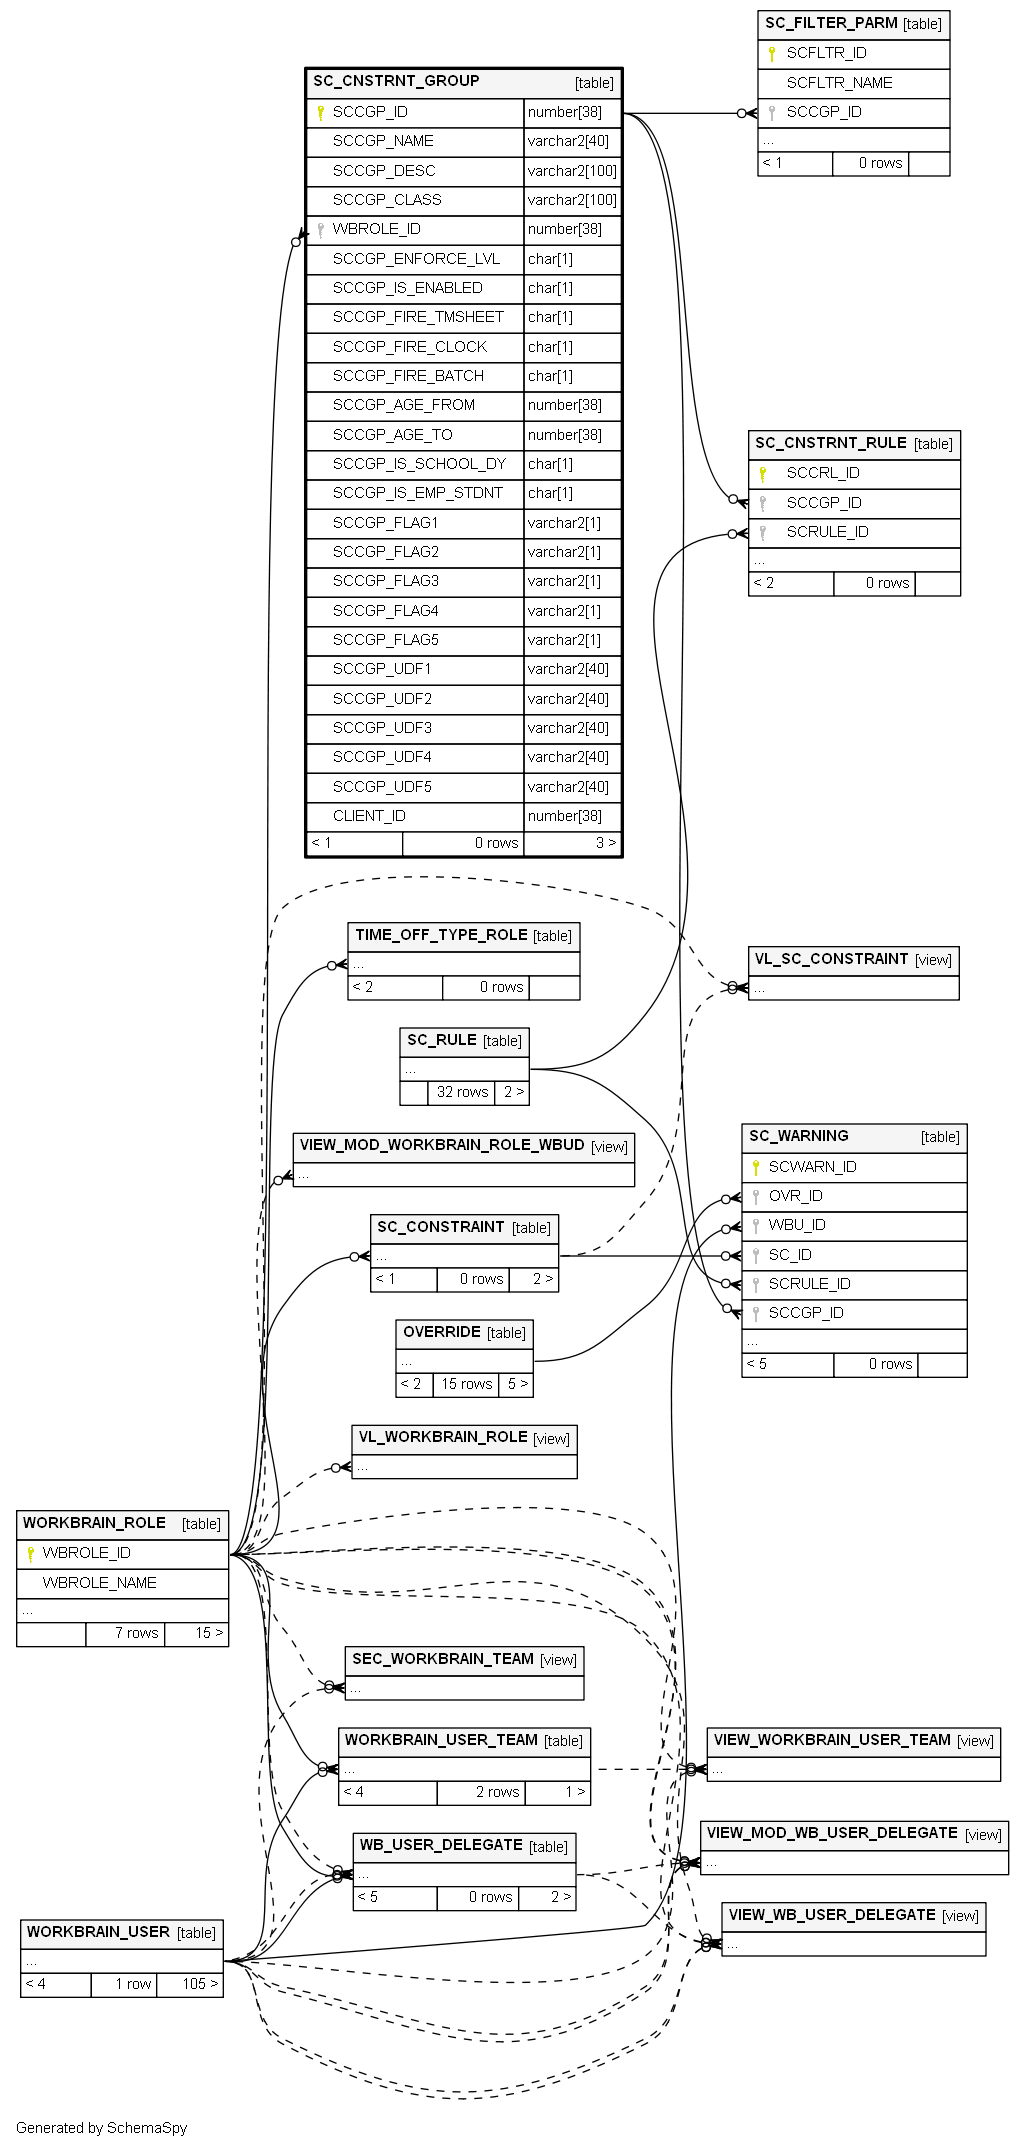 SC_FILTER_PARM [table]
SCFLTR_ID
SCFLTR_NAME
SCCGP_ID
...
< 1 0 rows
SC_CNSTRNT_GROUP [table]
SCCGP_ID number[38]
SCCGP_NAME varchar2[40]
SCCGP_DESC varchar2[100]
SCCGP_CLASS varchar2[100]
WBROLE_ID number[38]
SCCGP_ENFORCE_LVL char[1]
SCCGP_IS_ENABLED char[1]
SCCGP_FIRE_TMSHEET char[1]
SCCGP_FIRE_CLOCK char[1]
SCCGP_FIRE_BATCH char[1]
SCCGP_AGE_FROM number[38]
SCCGP_AGE_TO number[38]
SCCGP_IS_SCHOOL_DY char[1]
SCCGP_IS_EMP_STDNT char[1]
SCCGP_FLAG1 varchar2[1]
SCCGP_FLAG2 varchar2[1]
SCCGP_FLAG3 varchar2[1]
SCCGP_FLAG4 varchar2[1]
SCCGP_FLAG5 varchar2[1]
SCCGP_UDF1 varchar2[40]
SCCGP_UDF2 varchar2[40]
SCCGP_UDF3 varchar2[40]
SCCGP_UDF4 varchar2[40]
SCCGP_UDF5 varchar2[40]
CLIENT_ID number[38]
< 1 0 rows 3 >
SC_CNSTRNT_RULE [table]
SCCRL_ID
SCCGP_ID
SCRULE_ID
...
< 2 0 rows
TIME_OFF_TYPE_ROLE [table]
...
< 2 0 rows
VL_SC_CONSTRAINT [view]
...
SC_RULE [table]
...
32 rows 2 >
VIEW_MOD_WORKBRAIN_ROLE_WBUD [view]
...
SC_WARNING [table]
SCWARN_ID
OVR_ID
WBU_ID
SC_ID
SCRULE_ID
SCCGP_ID
...
< 5 0 rows
SC_CONSTRAINT [table]
...
< 1 0 rows 2 >
OVERRIDE [table]
...
< 2 15 rows 5 >
VL_WORKBRAIN_ROLE [view]
...
WORKBRAIN_ROLE [table]
WBROLE_ID
WBROLE_NAME
...
7 rows 15 >
SEC_WORKBRAIN_TEAM [view]
...
WORKBRAIN_USER_TEAM [table]
...
< 4 2 rows 1 >
VIEW_WORKBRAIN_USER_TEAM [view]
...
VIEW_MOD_WB_USER_DELEGATE [view]
...
WB_USER_DELEGATE [table]
...
< 5 0 rows 2 >
VIEW_WB_USER_DELEGATE [view]
...
WORKBRAIN_USER [table]
...
< 4 1 row 105 >
Generated by SchemaSpy